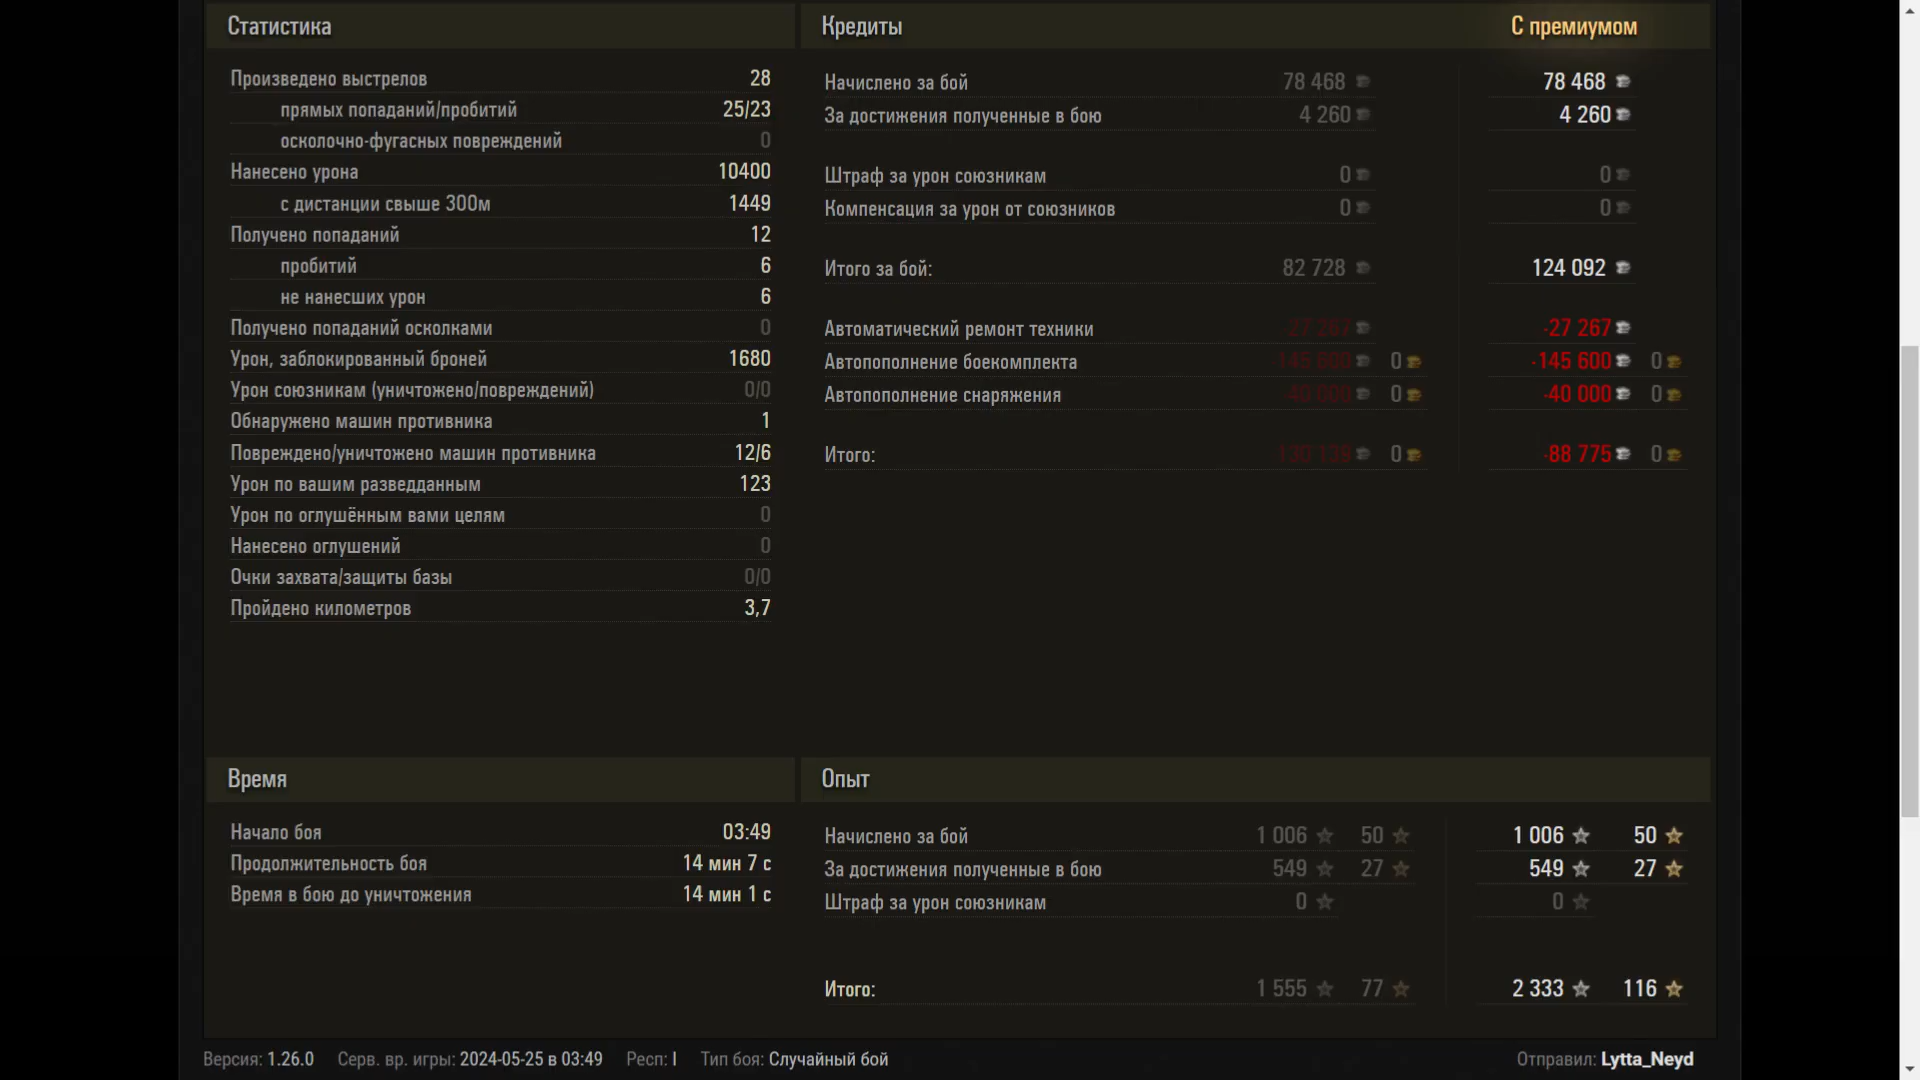 Статистика
Произведено выстрелов 28
прямых попаданий/пробитий 25/23
осколочно-фугасных повреждений 0
Нанесено урона 10400
с дистанции свыше 300м 1449
Получено попаданий 12
пробитий 6
не нанесших урон 6
Получено попаданий осколками 0
Урон, заблокированный броней 1680
Урон союзникам (уничтожено/повреждений) 0/0
Обнаружено машин противника 1
Повреждено/уничтожено машин противника 12/6
Урон по вашим разведданным 123
Урон по оглушённым вами целям 0
Нанесено оглушений 0
Очки захвата/защиты базы 0/0
Пройдено километров 3,7
Кредиты С премиумом
Начислено за бой 78 468 78 468
За достижения полученные в бою 4 260 4 260
Штраф за урон союзникам 0 0
Компенсация за урон от союзников 0 0
Итого за бой: 82 728 124 092
Автоматический ремонт техники -27 267 -27 267
Автопополнение боекомплекта -145 600 0 -145 600 0
Автопополнение снаряжения -40 000 0 -40 000 0
Итого: -130 139 0 -88 775 0
Время
Начало боя 03:49
Продолжительность боя 14 мин 7 с
Время в бою до уничтожения 14 мин 1 с
Опыт
Начислено за бой 1 006 50 1 006 50
За достижения полученные в бою 549 27 549 27
Штраф за урон союзникам 0 0
Итого: 1 555 77 2 333 116
Версия: 1.26.0 Серв. вр. игры: 2024-05-25 в 03:49 Респ: I Тип боя: Случайный бой Отправил: Lytta_Neyd